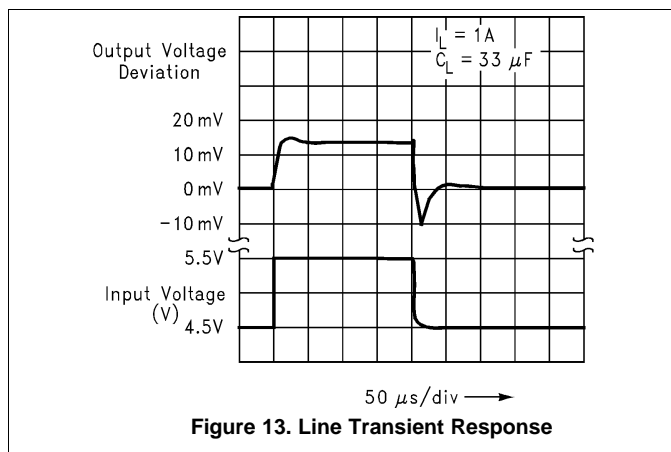 Output Voltage
Deviation
I_L = 1A
C_L = 33 μF
20 mV
10 mV
0 mV
−10 mV
5.5V
Input Voltage
(V)
4.5V
50 μs/div
Figure 13. Line Transient Response